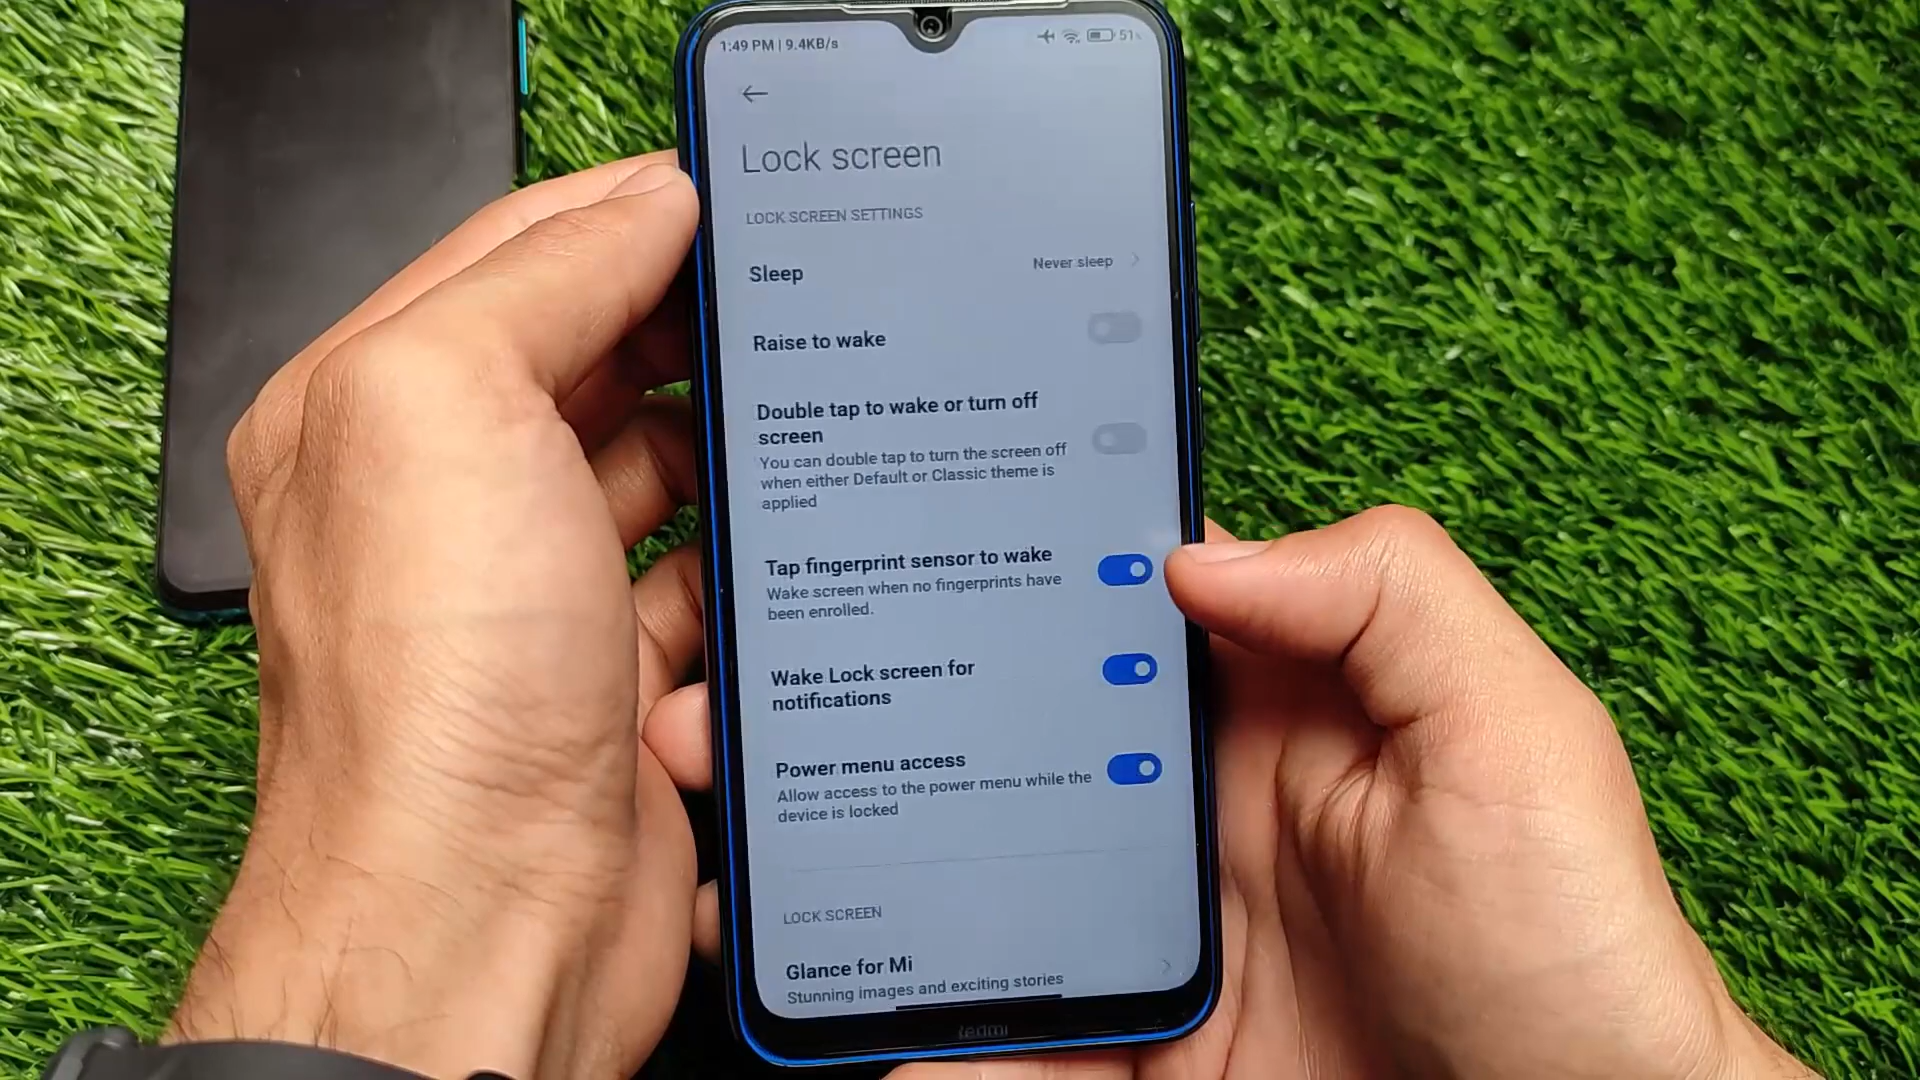 1:49 PM | 9.4KB/s
51
Lock screen
LOCK SCREEN SETTINGS
Sleep
Never sleep
Raise to wake
Double tap to wake or turn off
screen
You can double tap to turn the screen off
when either Default or Classic theme is
applied
Tap fingerprint sensor to wake
Wake screen when no fingerprints have
been enrolled.
Wake Lock screen for
notifications
Power menu access
Allow access to the power menu while the
device is locked
LOCK SCREEN
Glance for Mi
Stunning images and exciting stories
Redmi